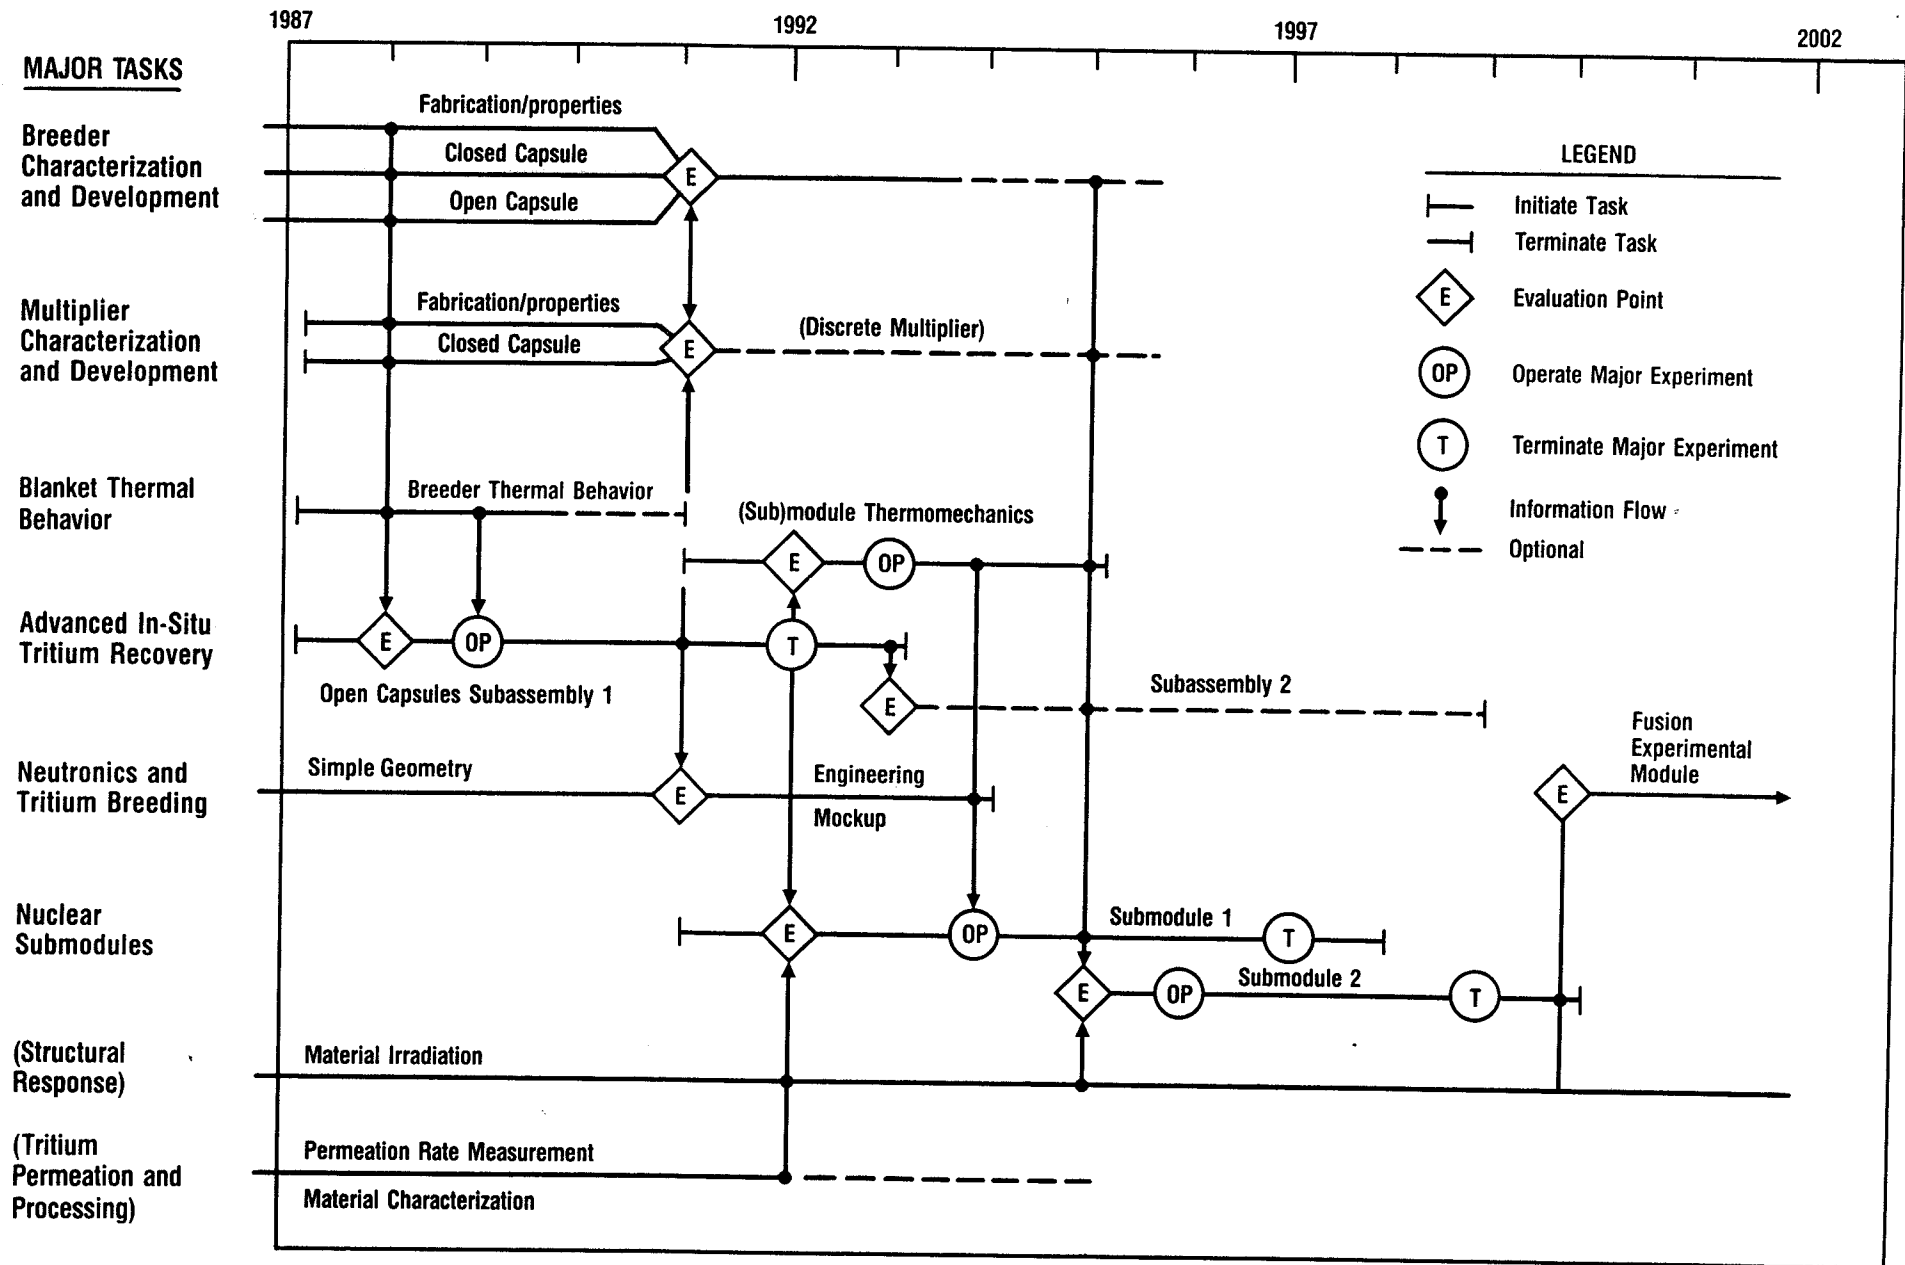 1987
1992
1997
2002
MAJOR TASKS
Breeder
Characterization
and Development
Fabrication/properties
Closed Capsule
Open Capsule
E
LEGEND
Initiate Task
Terminate Task
E
Evaluation Point
OP
Operate Major Experiment
T
Terminate Major Experiment
Information Flow
Optional
Multiplier
Characterization
and Development
Fabrication/properties
Closed Capsule
E
(Discrete Multiplier)
Blanket Thermal
Behavior
Breeder Thermal Behavior
(Sub)module Thermomechanics
E
OP
Advanced In-Situ
Tritium Recovery
E
OP
T
Open Capsules Subassembly 1
E
Subassembly 2
Neutronics and
Tritium Breeding
Simple Geometry
E
Engineering
Mockup
E
Fusion
Experimental
Module
Nuclear
Submodules
E
OP
Submodule 1
T
E
OP
Submodule 2
T
(Structural
Response)
Material Irradiation
(Tritium
Permeation and
Processing)
Permeation Rate Measurement
Material Characterization